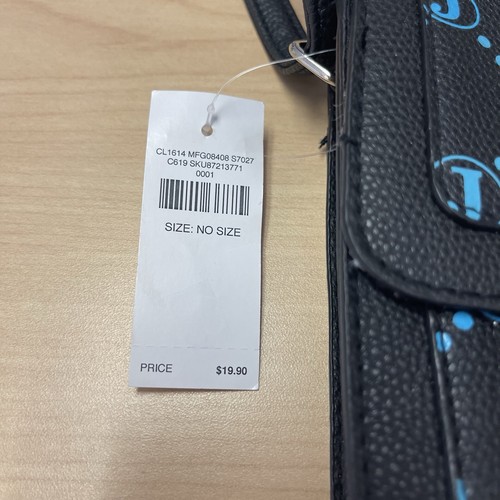 CL1614 MFG08408 S7027
C619 SKU87213771
0001
SIZE: NO SIZE
PRICE $19.90
J
J